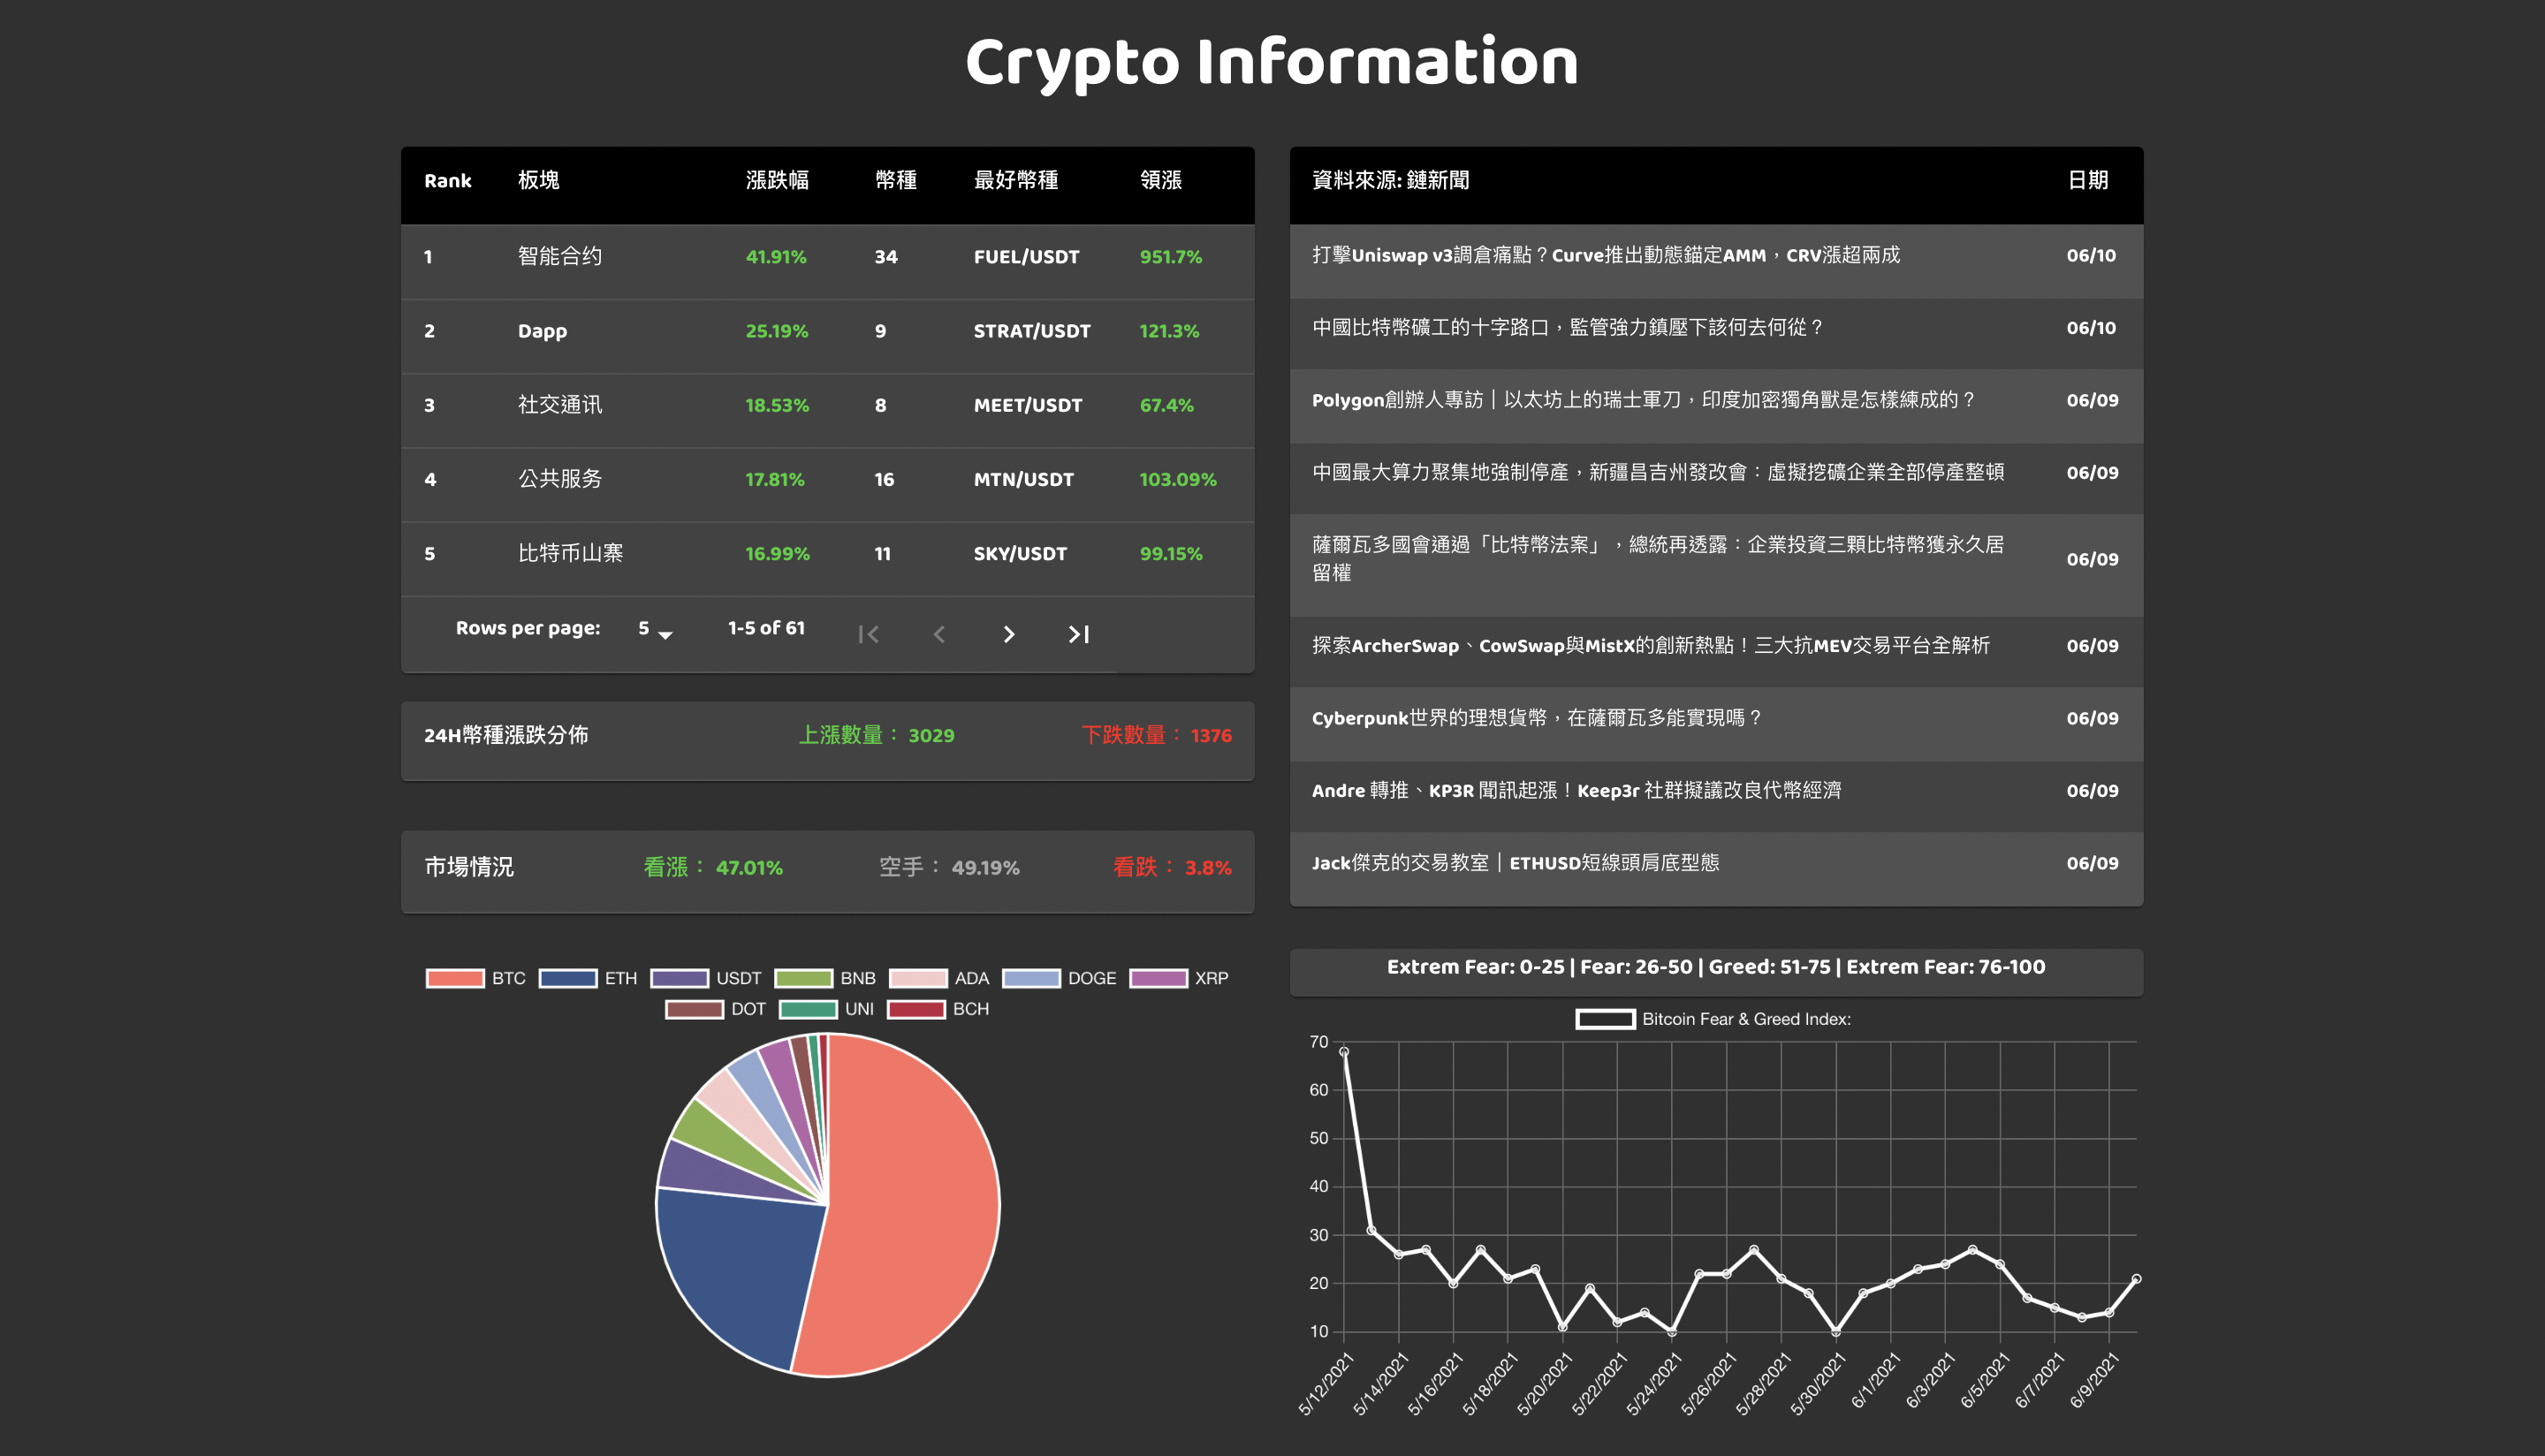 Crypto Information
Rank 板塊 漲跌幅 幣種 最好幣種 領漲
1 智能合约 41.91% 34 FUEL/USDT 951.7%
2 Dapp 25.19% 9 STRAT/USDT 121.3%
3 社交通讯 18.53% 8 MEET/USDT 67.4%
4 公共服务 17.81% 16 MTN/USDT 103.09%
5 比特币山寨 16.99% 11 SKY/USDT 99.15%
Rows per page: 5 1-5 of 61
24H幣種漲跌分佈 上漲數量： 3029 下跌數量： 1376
市場情況 看漲： 47.01% 空手： 49.19% 看跌： 3.8%
BTC ETH USDT BNB ADA DOGE XRP
DOT UNI BCH
資料來源: 鏈新聞 日期
打擊Uniswap v3調倉痛點？Curve推出動態錨定AMM，CRV漲超兩成 06/10
中國比特幣礦工的十字路口，監管強力鎮壓下該何去何從？ 06/10
Polygon創辦人專訪｜以太坊上的瑞士軍刀，印度加密獨角獸是怎樣練成的？ 06/09
中國最大算力聚集地強制停產，新疆昌吉州發改會：虛擬挖礦企業全部停產整頓 06/09
薩爾瓦多國會通過「比特幣法案」，總統再透露：企業投資三顆比特幣獲永久居
留權 06/09
探索ArcherSwap、CowSwap與MistX的創新熱點！三大抗MEV交易平台全解析 06/09
Cyberpunk世界的理想貨幣，在薩爾瓦多能實現嗎？ 06/09
Andre 轉推、KP3R 聞訊起漲！Keep3r 社群擬議改良代幣經濟 06/09
Jack傑克的交易教室｜ETHUSD短線頭肩底型態 06/09
Extrem Fear: 0-25 | Fear: 26-50 | Greed: 51-75 | Extrem Fear: 76-100
Bitcoin Fear & Greed Index:
70
60
50
40
30
20
10
5/12/2021 5/14/2021 5/16/2021 5/18/2021 5/20/2021 5/22/2021 5/24/2021 5/26/2021 5/28/2021 5/30/2021 6/1/2021 6/3/2021 6/5/2021 6/7/2021 6/9/2021